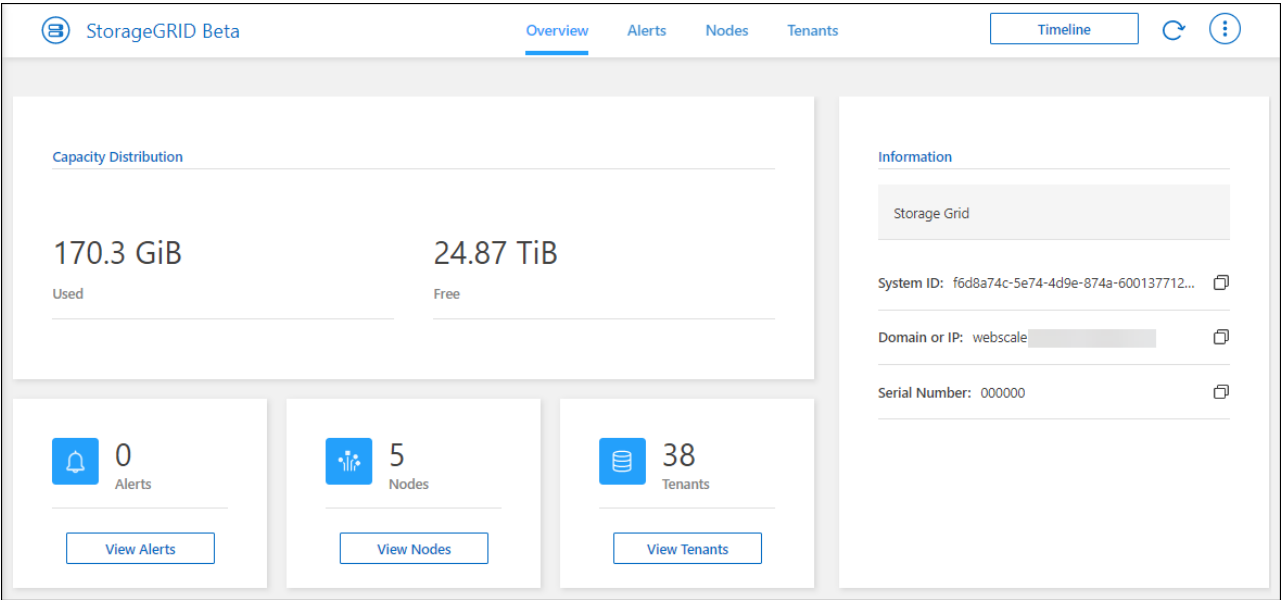 StorageGRID Beta
Overview
Alerts
Nodes
Tenants
Timeline
Capacity Distribution
170.3 GiB
Used
24.87 TiB
Free
Information
Storage Grid
System ID: f6d8a74c-5e74-4d9e-874a-600137712...
Domain or IP: webscale
Serial Number: 000000
0
Alerts
View Alerts
5
Nodes
View Nodes
38
Tenants
View Tenants